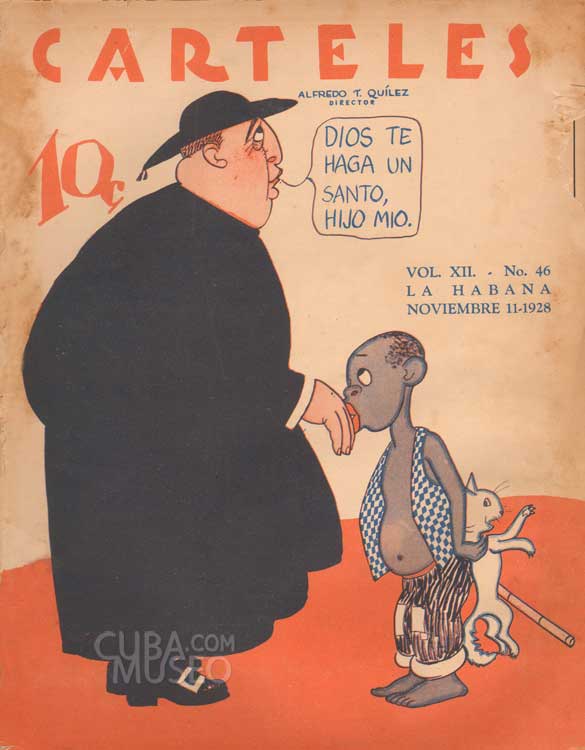 CARTELES
ALFREDO T. QUÍLEZ
DIRECTOR
10¢
DIOS TE
HAGA UN
SANTO,
HIJO MIO.
VOL. XII. - No. 46
LA HABANA
NOVIEMBRE 11-1928
CUBA.COM
MUSEO